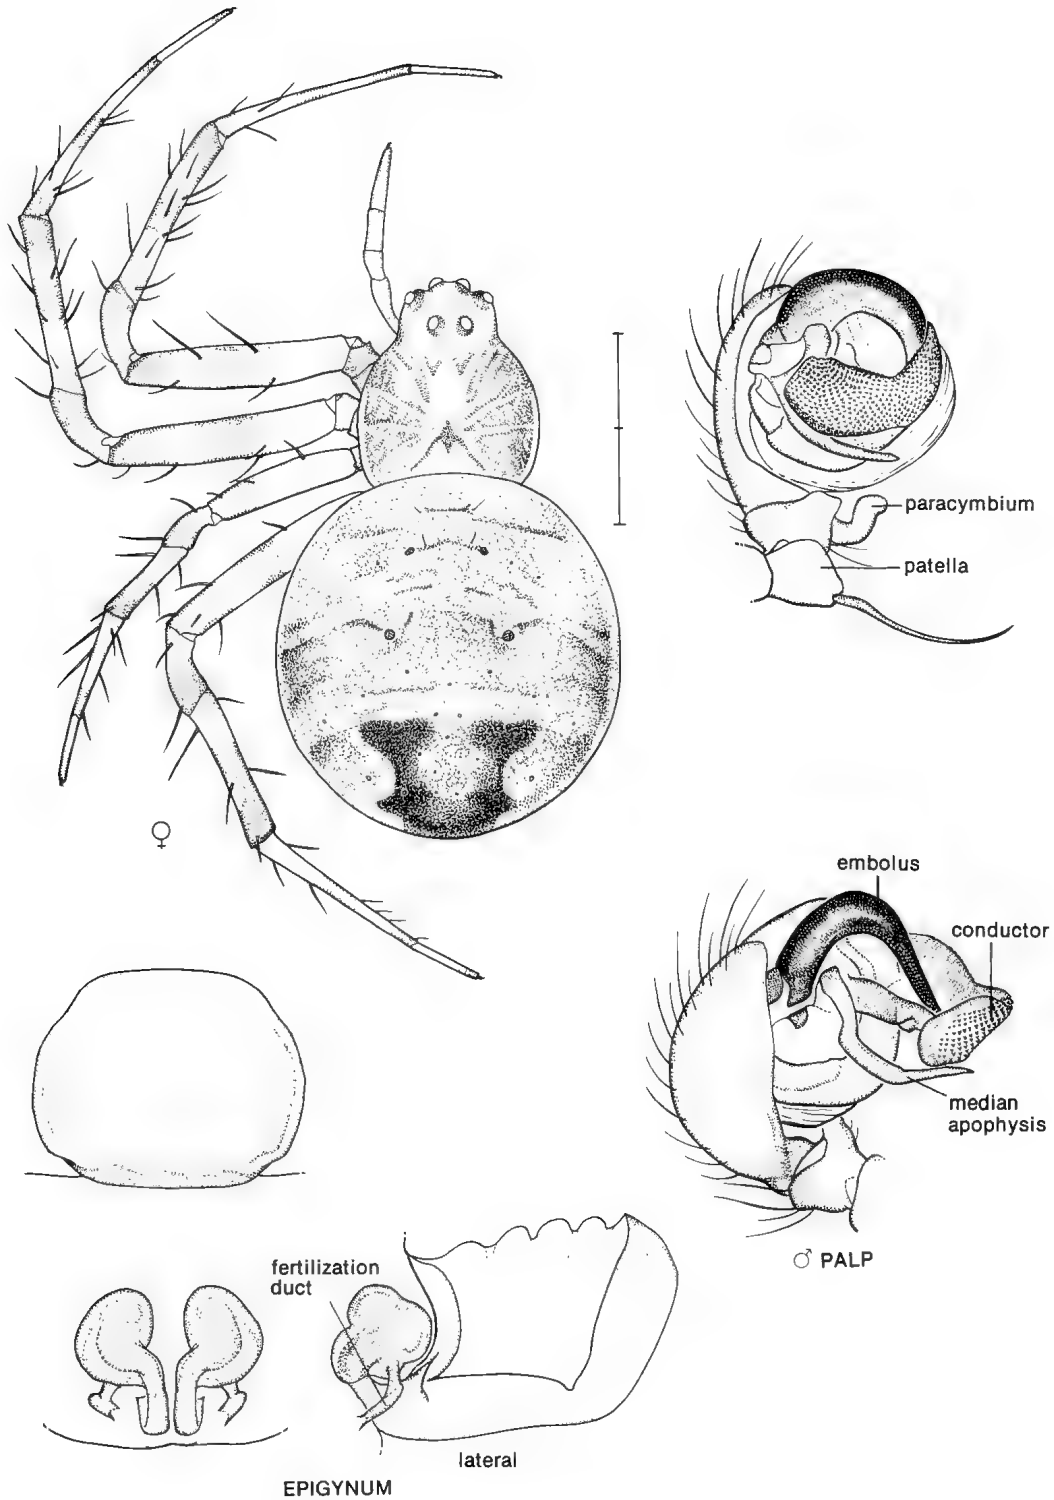 paracymbium
patella
♀
embolus
conductor
median
apophysis
♂ PALP
fertilization
duct
lateral
EPIGYNUM